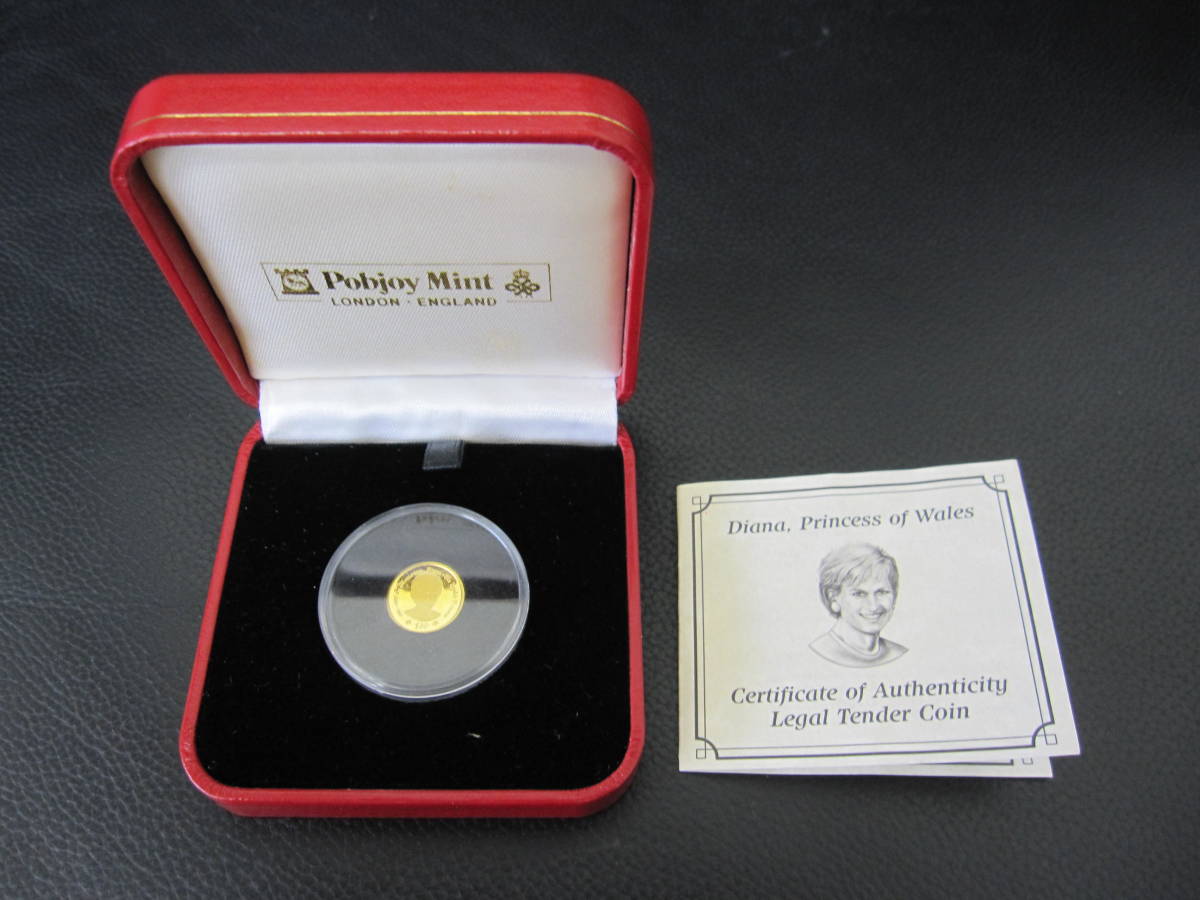 Pobjoy Mint
LONDON · ENGLAND
Diana, Princess of Wales
Certificate of Authenticity
Legal Tender Coin